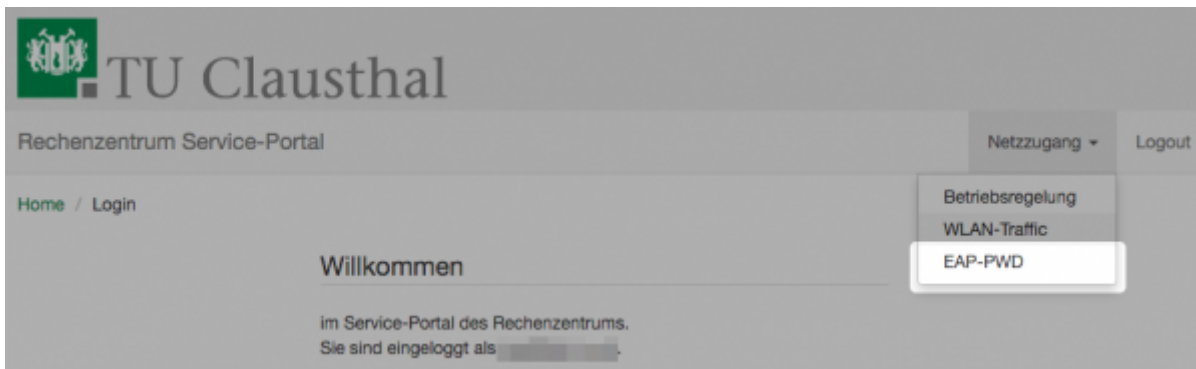 TU Clausthal
Rechenzentrum Service-Portal
Netzzugang
Logout
Home / Login
Betriebsregelung
WLAN-Traffic
EAP-PWD
Willkommen
im Service-Portal des Rechenzentrums.
Sie sind eingeloggt als .